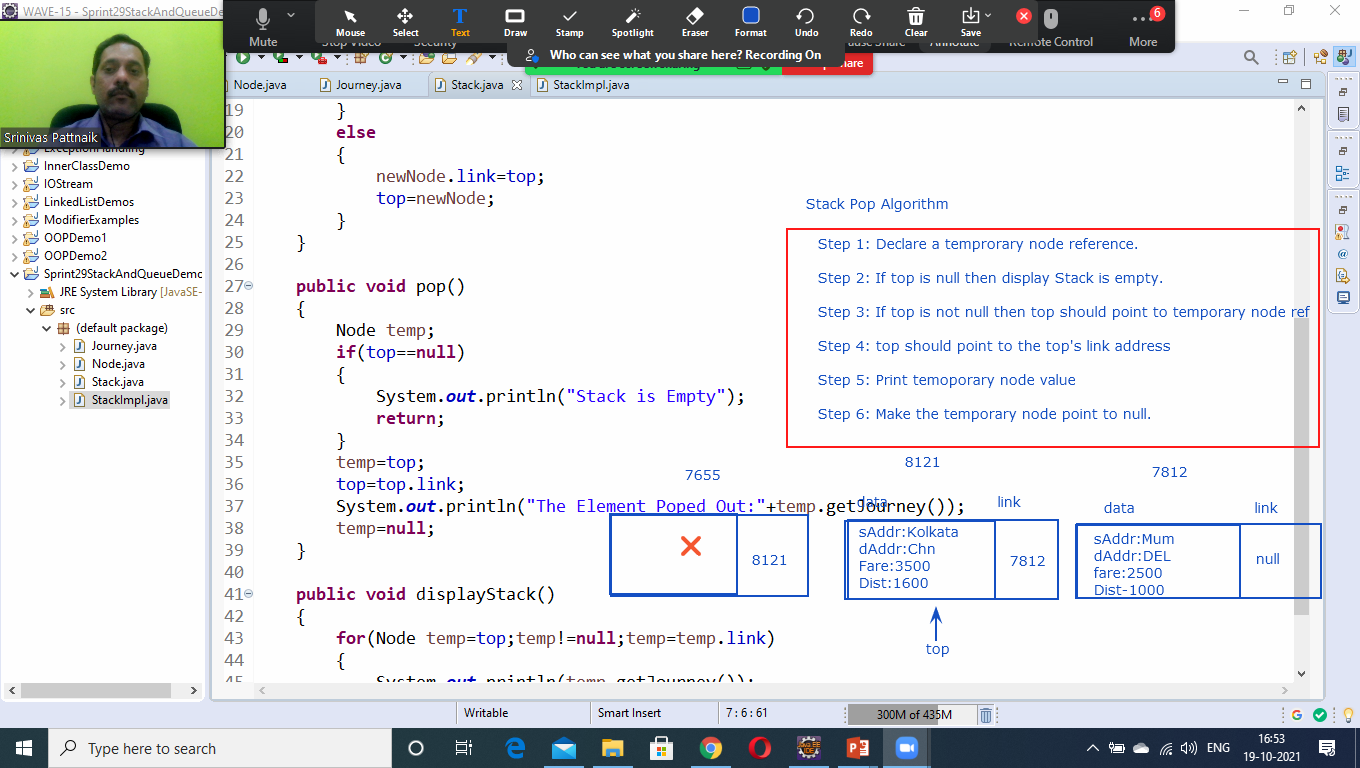 WAVE-15 - Sprint29StackAndQueueDemo
Mute
Stop Video
Security
Mouse
Select
Text
Draw
Stamp
Spotlight
Eraser
Format
Undo
Redo
Clear
Save
Pause Share
Annotate
Remote Control
6
More
Who can see what you share here? Recording On
Srinivas Pattnaik
Node.java
Journey.java
Stack.java
StackImpl.java
ExceptionHandling
InnerClassDemo
IOStream
LinkedListDemos
ModifierExamples
OOPDemo1
OOPDemo2
Sprint29StackAndQueueDemo
JRE System Library [JavaSE-
src
(default package)
Journey.java
Node.java
Stack.java
StackImpl.java
19 }
20 else
21 {
22 newNode.link=top;
23 top=newNode;
24 }
25 }
26
27 public void pop()
28 {
29 Node temp;
30 if(top==null)
31 {
32 System.out.println("Stack is Empty");
33 return;
34 }
35 temp=top;
36 top=top.link;
37 System.out.println("The Element Poped Out:"+temp.getJourney());
38 temp=null;
39 }
40
41 public void displayStack()
42 {
43 for(Node temp=top;temp!=null;temp=temp.link)
44 {
45 System.out.println(temp.getJourney());
Stack Pop Algorithm
Step 1: Declare a temprorary node reference.
Step 2: If top is null then display Stack is empty.
Step 3: If top is not null then top should point to temporary node ref
Step 4: top should point to the top's link address
Step 5: Print temoporary node value
Step 6: Make the temporary node point to null.
7655
8121
8121
data
link
sAddr:Kolkata
dAddr:Chn
Fare:3500
Dist:1600
7812
top
7812
data
link
sAddr:Mum
dAddr:DEL
fare:2500
Dist-1000
null
Writable
Smart Insert
7 : 6 : 61
300M of 435M
Type here to search
ENG
16:53
19-10-2021